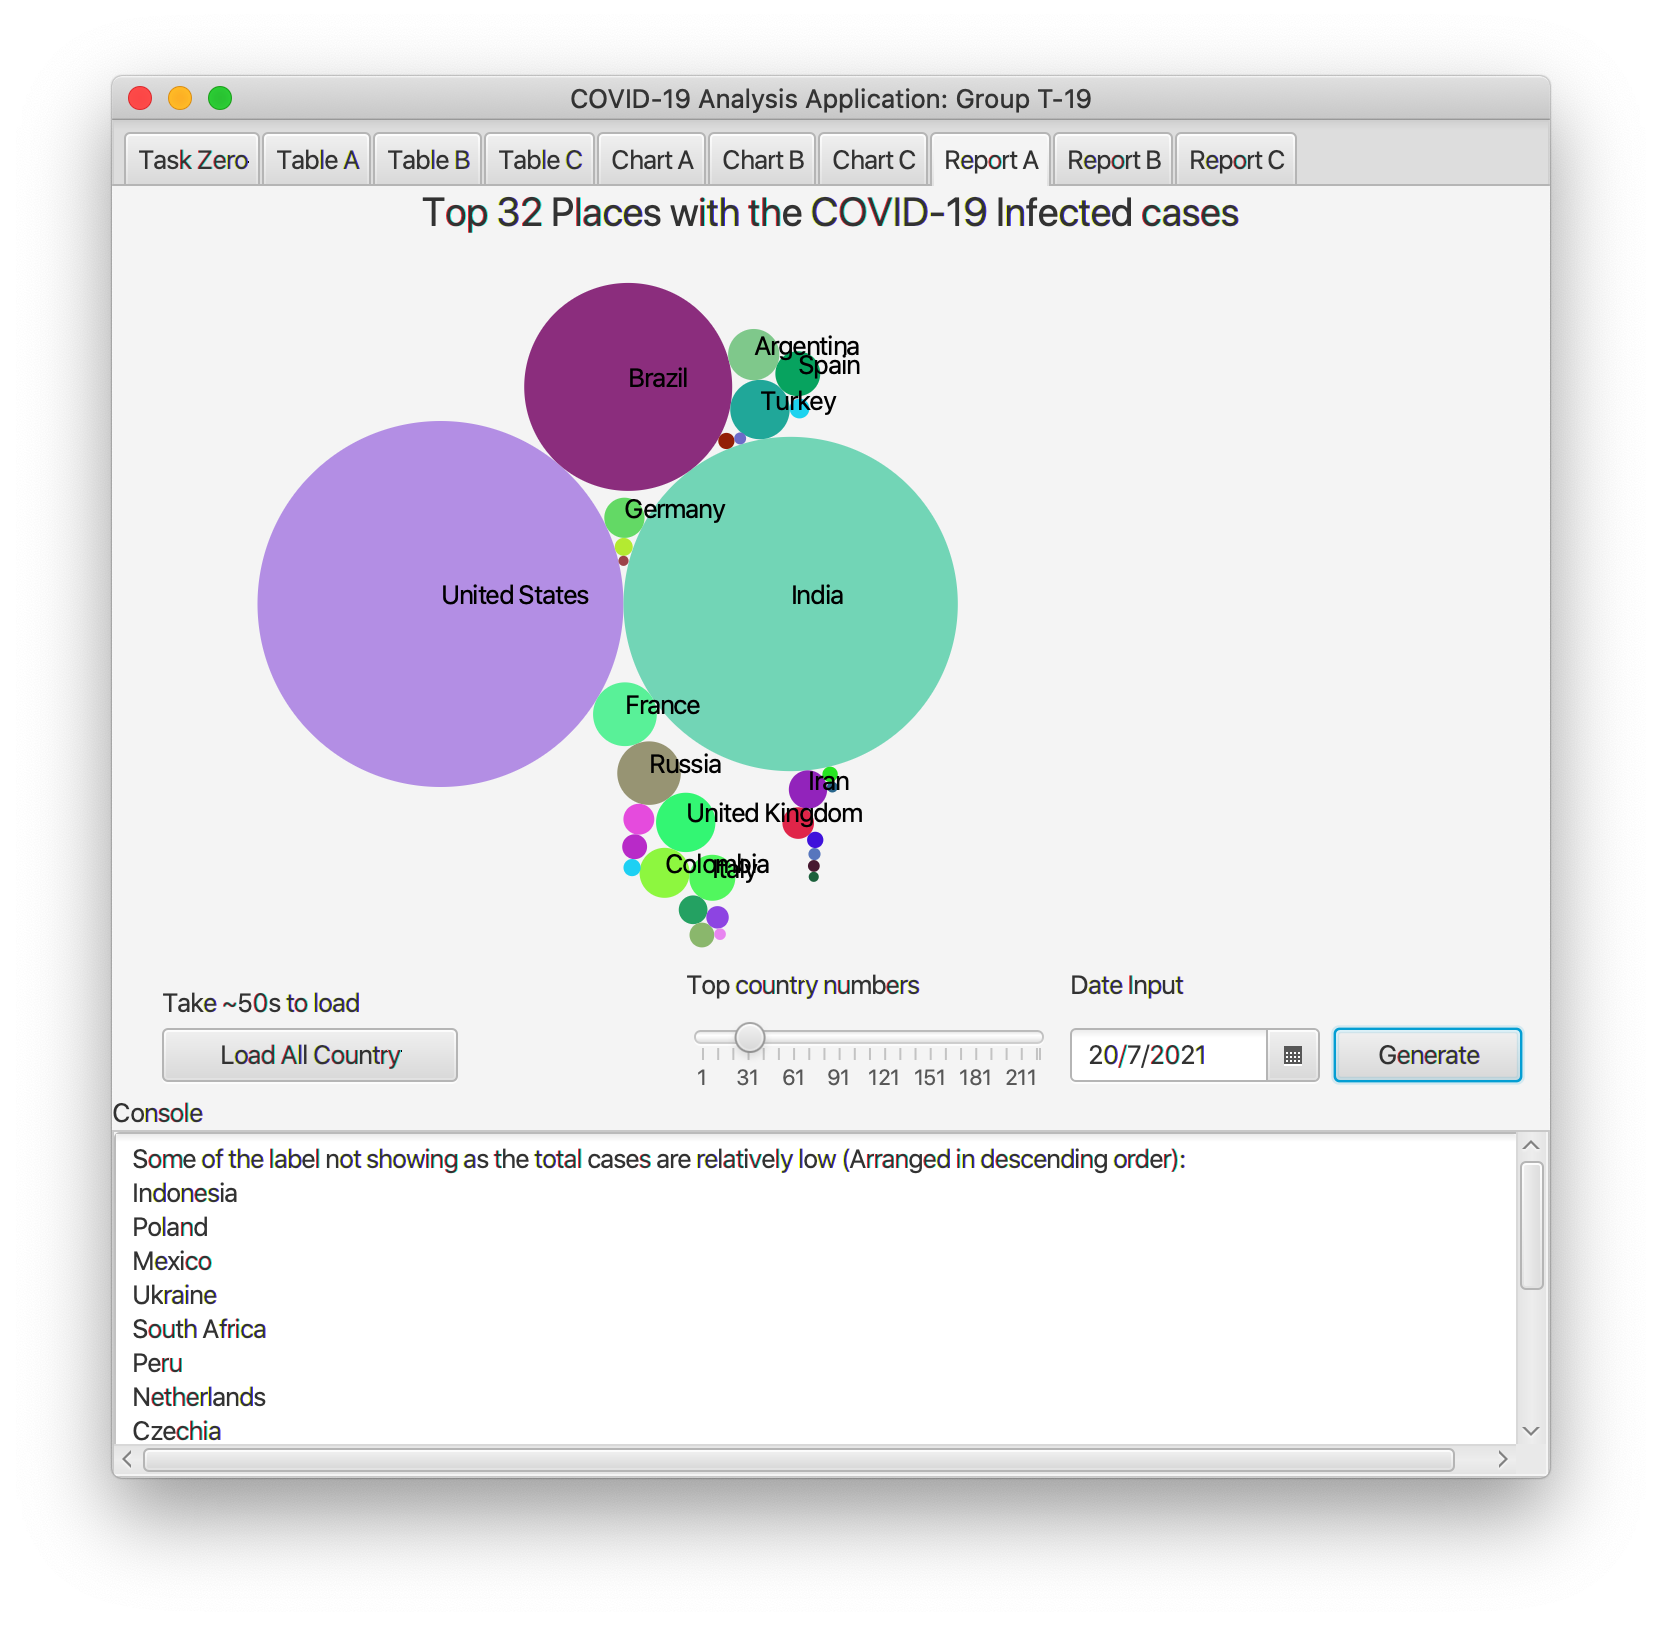 COVID-19 Analysis Application: Group T-19
Task Zero Table A Table B Table C Chart A Chart B Chart C Report A Report B Report C
Top 32 Places with the COVID-19 Infected cases
Argentina
Spain
Brazil
Turkey
Germany
United States
India
France
Russia
Iran
United Kingdom
Colombia
Italy
Top country numbers
Date Input
Take ~50s to load
Load All Country
20/7/2021
Generate
1 31 61 91 121 151 181 211
Console
Some of the label not showing as the total cases are relatively low (Arranged in descending order):
Indonesia
Poland
Mexico
Ukraine
South Africa
Peru
Netherlands
Czechia